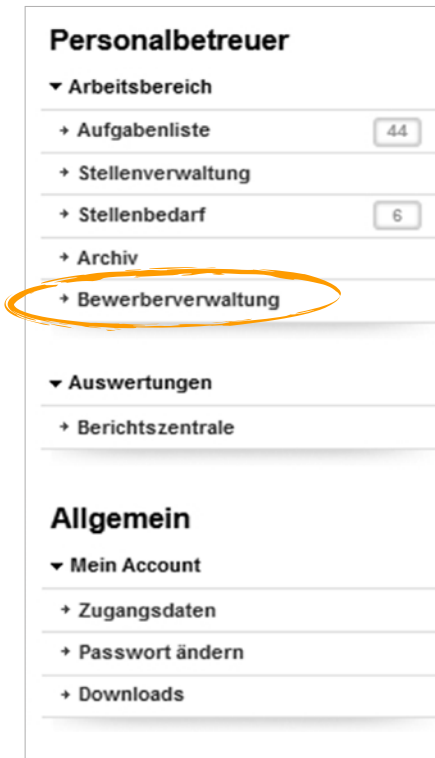 Personalbetreuer
Arbeitsbereich
Aufgabenliste 44
Stellenverwaltung
Stellenbedarf 6
Archiv
Bewerberverwaltung
Auswertungen
Berichtszentrale
Allgemein
Mein Account
Zugangsdaten
Passwort ändern
Downloads